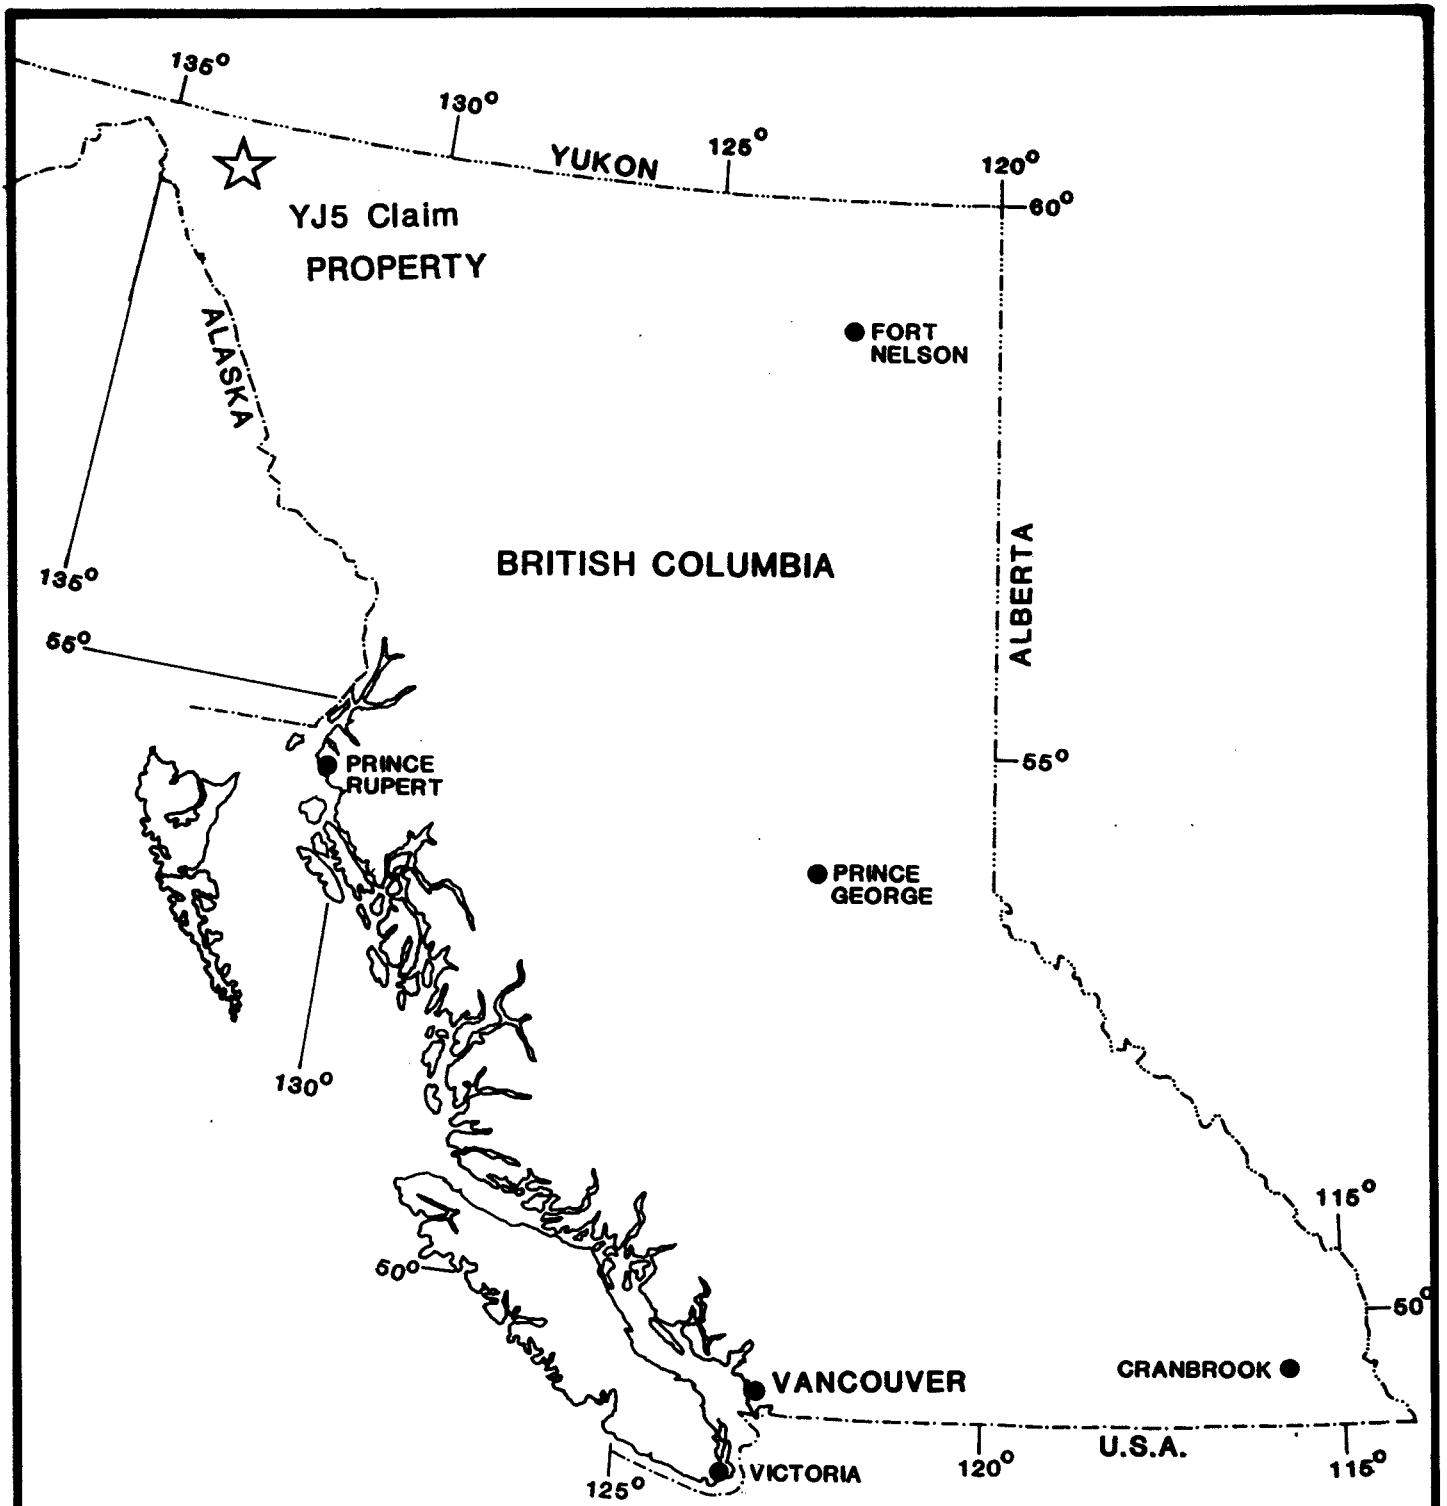 135°
130°
125°
120°
YUKON
60°
YJ5 Claim
PROPERTY
ALASKA
FORT
NELSON
135°
BRITISH COLUMBIA
ALBERTA
55°
55°
PRINCE
RUPERT
PRINCE
GEORGE
130°
115°
50°
50°
CRANBROOK
VANCOUVER
U.S.A.
VICTORIA
125°
120°
115°